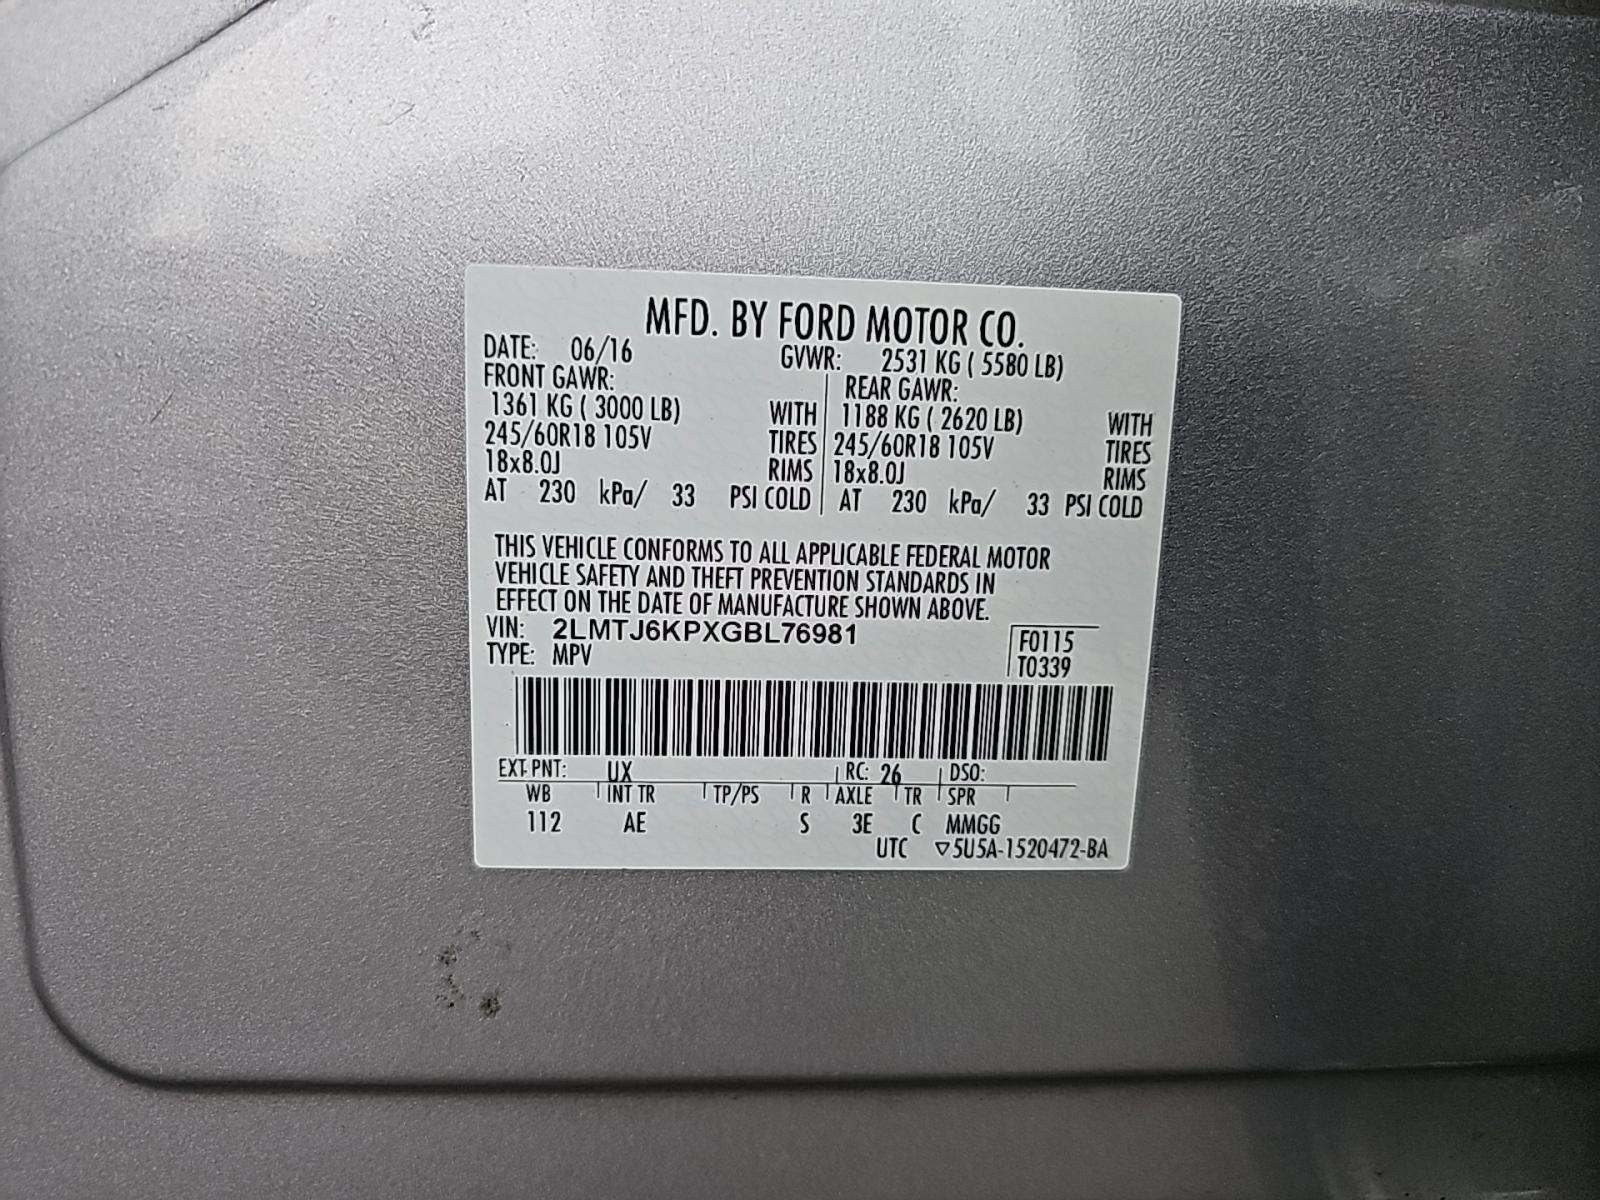 MFD. BY FORD MOTOR CO.
DATE: 06/16 GVWR: 2531 KG ( 5580 LB)
FRONT GAWR: REAR GAWR:
1361 KG ( 3000 LB) WITH 1188 KG ( 2620 LB) WITH
245/60R18 105V TIRES 245/60R18 105V TIRES
18x8.0J RIMS 18x8.0J RIMS
AT 230 kPa/ 33 PSI COLD AT 230 kPa/ 33 PSI COLD
THIS VEHICLE CONFORMS TO ALL APPLICABLE FEDERAL MOTOR
VEHICLE SAFETY AND THEFT PREVENTION STANDARDS IN
EFFECT ON THE DATE OF MANUFACTURE SHOWN ABOVE.
VIN: 2LMTJ6KPXGBL76981 F0115
TYPE: MPV T0339
EXT PNT: UX RC: 26 DSO:
WB INT TR TP/PS R AXLE TR SPR
112 AE S 3E C MMGG
UTC ▽5U5A-1520472-BA